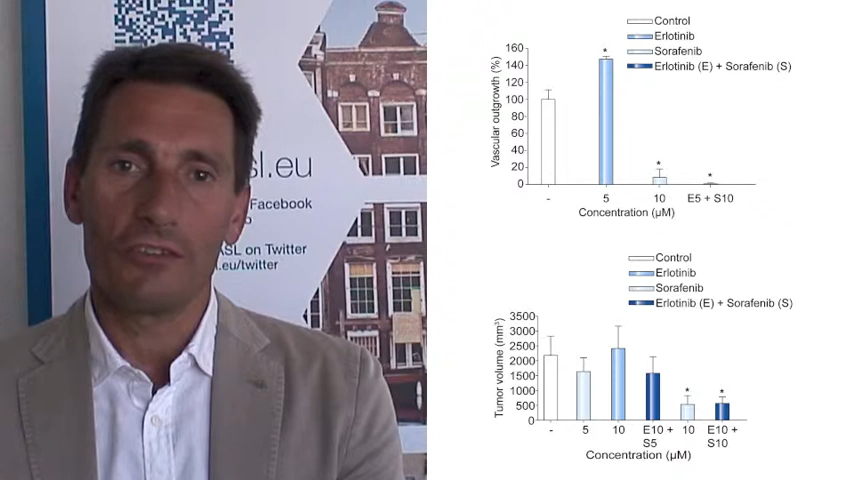 sl.eu
Facebook
ASL on Twitter
l.eu/twitter
Control
Erlotinib
Sorafenib
Erlotinib (E) + Sorafenib (S)
Vascular outgrowth (%)
160
140
120
100
80
60
40
20
0
* * *
- 5 10 E5 + S10
Concentration (µM)
Control
Erlotinib
Sorafenib
Erlotinib (E) + Sorafenib (S)
Tumor volume (mm³)
3500
3000
2500
2000
1500
1000
500
0
* *
- 5 10 E10 + 10 E10 +
S5 S10
Concentration (µM)